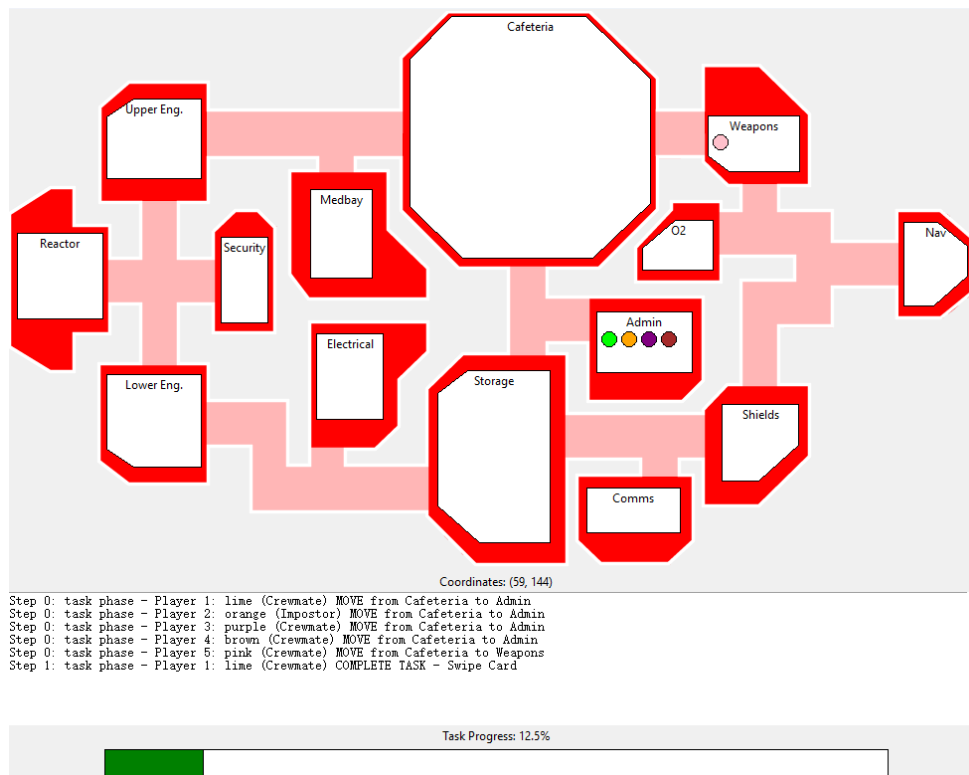 Cafeteria
Upper Eng.
Weapons
Medbay
O2
Nav
Reactor
Security
Admin
Electrical
Storage
Lower Eng.
Shields
Comms
Coordinates: (59, 144)
Step 0: task phase - Player 1: lime (Crewmate) MOVE from Cafeteria to Admin
Step 0: task phase - Player 2: orange (Impostor) MOVE from Cafeteria to Admin
Step 0: task phase - Player 3: purple (Crewmate) MOVE from Cafeteria to Admin
Step 0: task phase - Player 4: brown (Crewmate) MOVE from Cafeteria to Admin
Step 0: task phase - Player 5: pink (Crewmate) MOVE from Cafeteria to Weapons
Step 1: task phase - Player 1: lime (Crewmate) COMPLETE TASK - Swipe Card
Task Progress: 12.5%